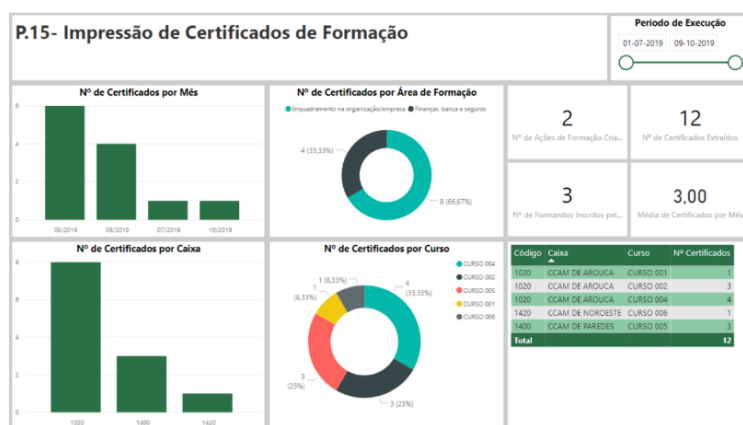 P.15- Impressão de Certificados de Formação
Período de Execução
01-07-2019 09-10-2019
Nº de Certificados por Mês
6
4
2
0
06/2019 08/2019 07/2019 10/2019
Nº de Certificados por Área de Formação
Enquadramento na organização/empresa Finanças, banca e seguros
4 (33,33%)
8 (66,67%)
2
Nº de Ações de Formação Cria...
12
Nº de Certificados Extraídos
3
Nº de Formandos Inscritos pel...
3,00
Média de Certificados por Mês
Nº de Certificados por Caixa
8
6
4
2
0
1020 1400 1420
Nº de Certificados por Curso
CURSO 004
CURSO 002
CURSO 005
CURSO 001
CURSO 006
1 (8,33%)
1
(8,33%)
4
(33,33%)
3
(25%)
3 (25%)
Código Caixa Curso Nº Certificados
1020 CCAM DE AROUCA CURSO 001 1
1020 CCAM DE AROUCA CURSO 002 3
1020 CCAM DE AROUCA CURSO 004 4
1420 CCAM DE NOROESTE CURSO 006 1
1400 CCAM DE PAREDES CURSO 005 3
Total 12